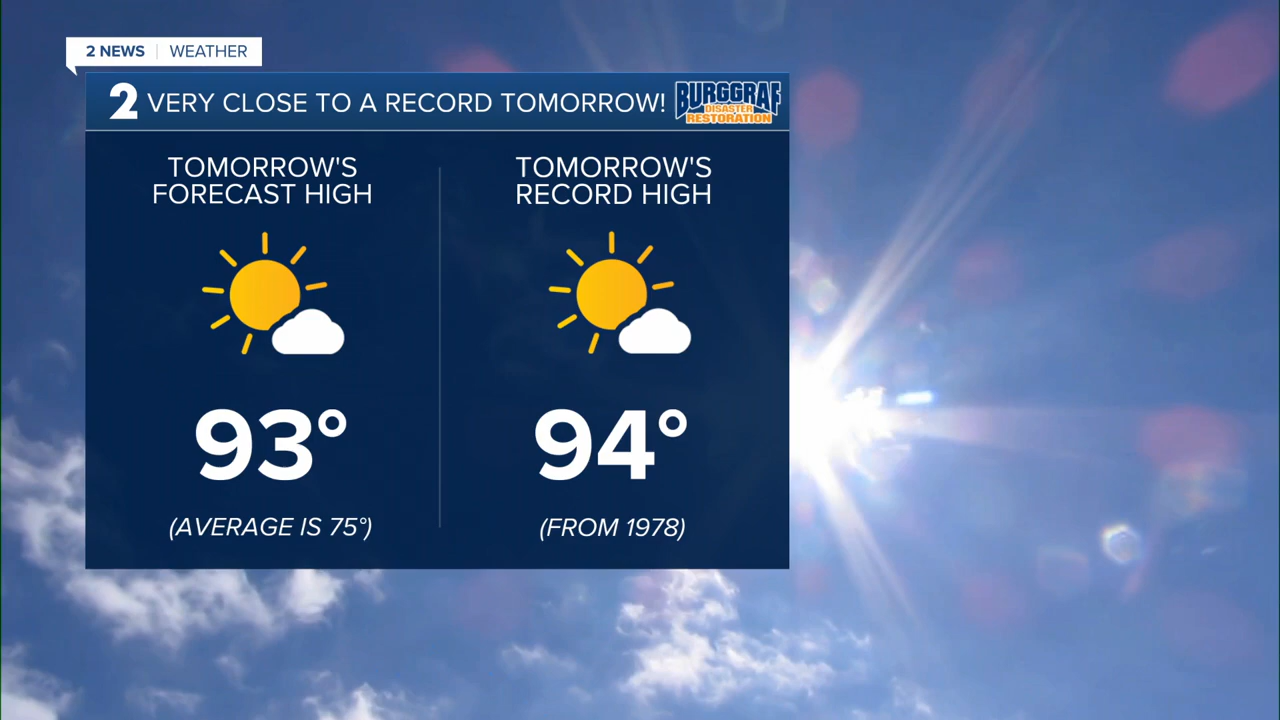 2 NEWS | WEATHER
2 VERY CLOSE TO A RECORD TOMORROW!
BURGGRAF
DISASTER
RESTORATION
TOMORROW'S
FORECAST HIGH
93°
(AVERAGE IS 75°)
TOMORROW'S
RECORD HIGH
94°
(FROM 1978)